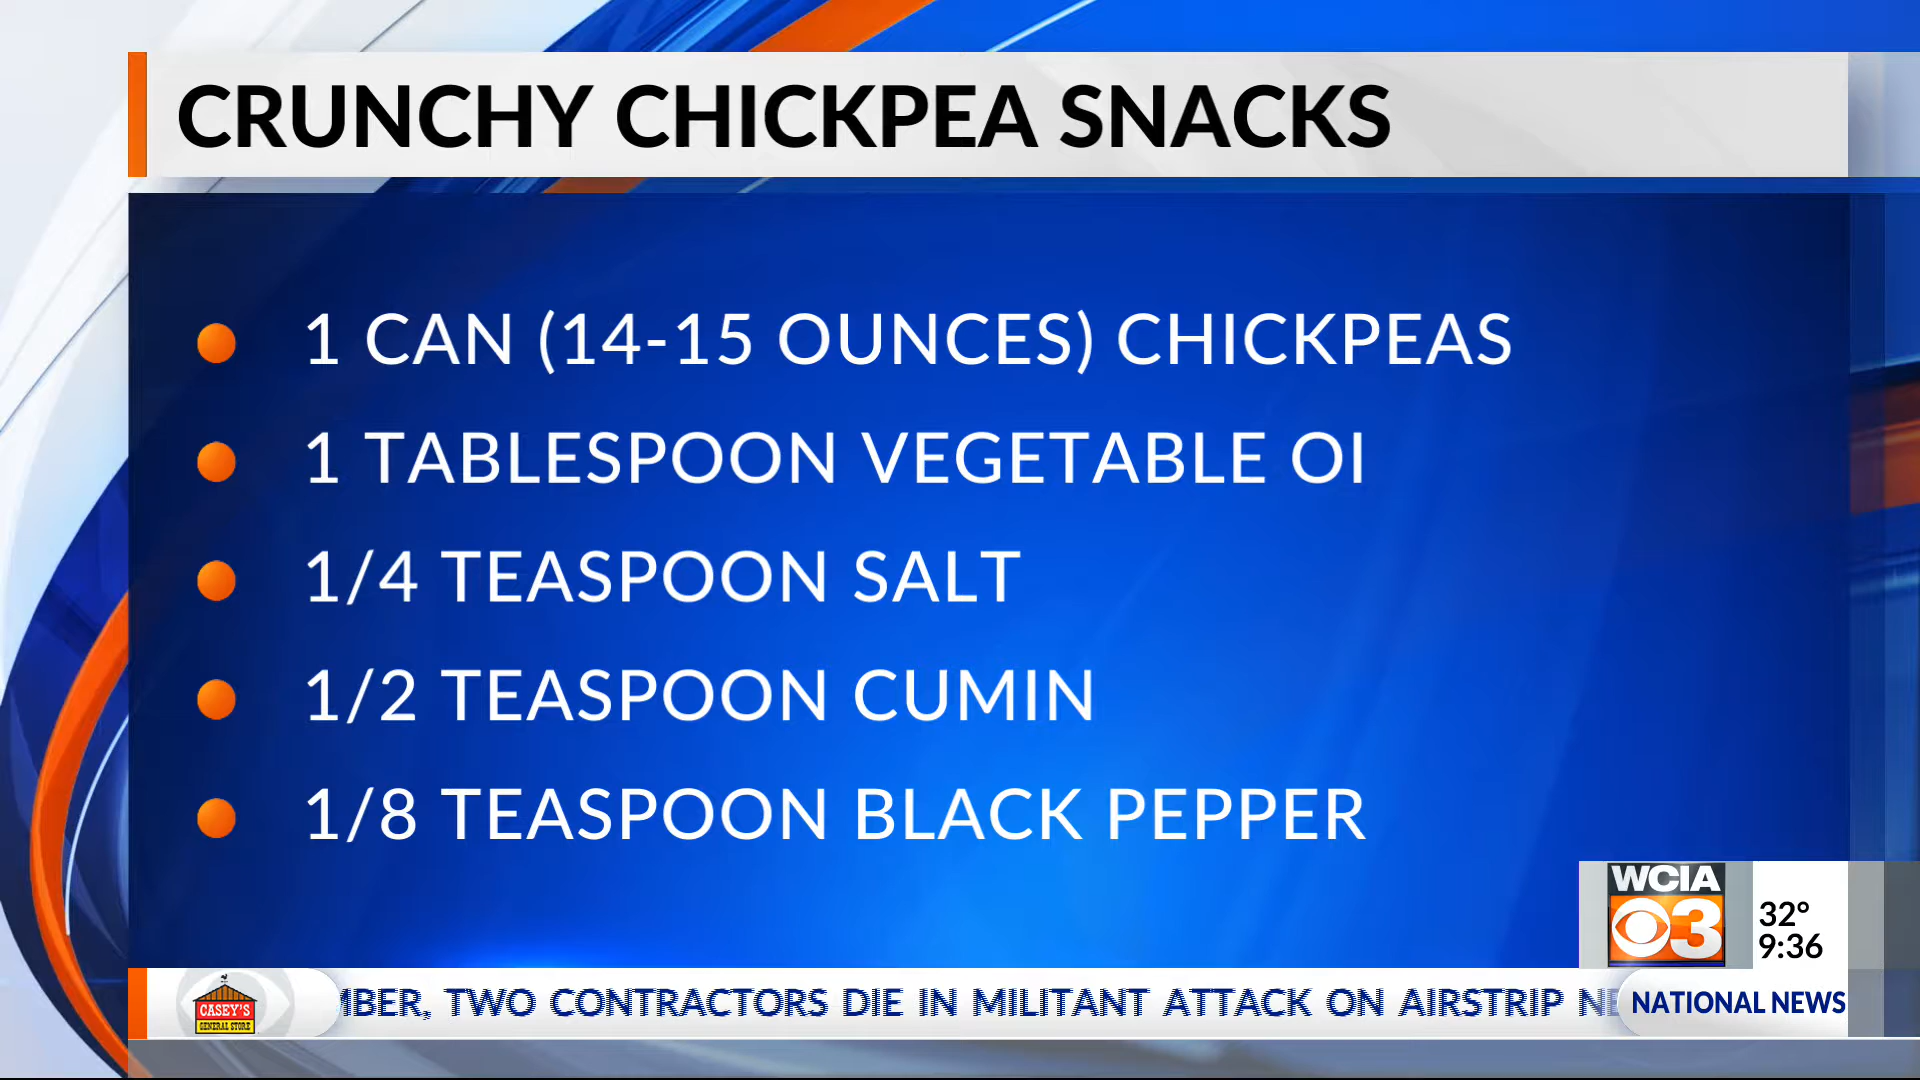 CRUNCHY CHICKPEA SNACKS
1 CAN (14-15 OUNCES) CHICKPEAS
1 TABLESPOON VEGETABLE OI
1/4 TEASPOON SALT
1/2 TEASPOON CUMIN
1/8 TEASPOON BLACK PEPPER
WCIA
3
32°
9:36
CASEY'S
GENERAL STORE
MBER, TWO CONTRACTORS DIE IN MILITANT ATTACK ON AIRSTRIP NE
NATIONAL NEWS